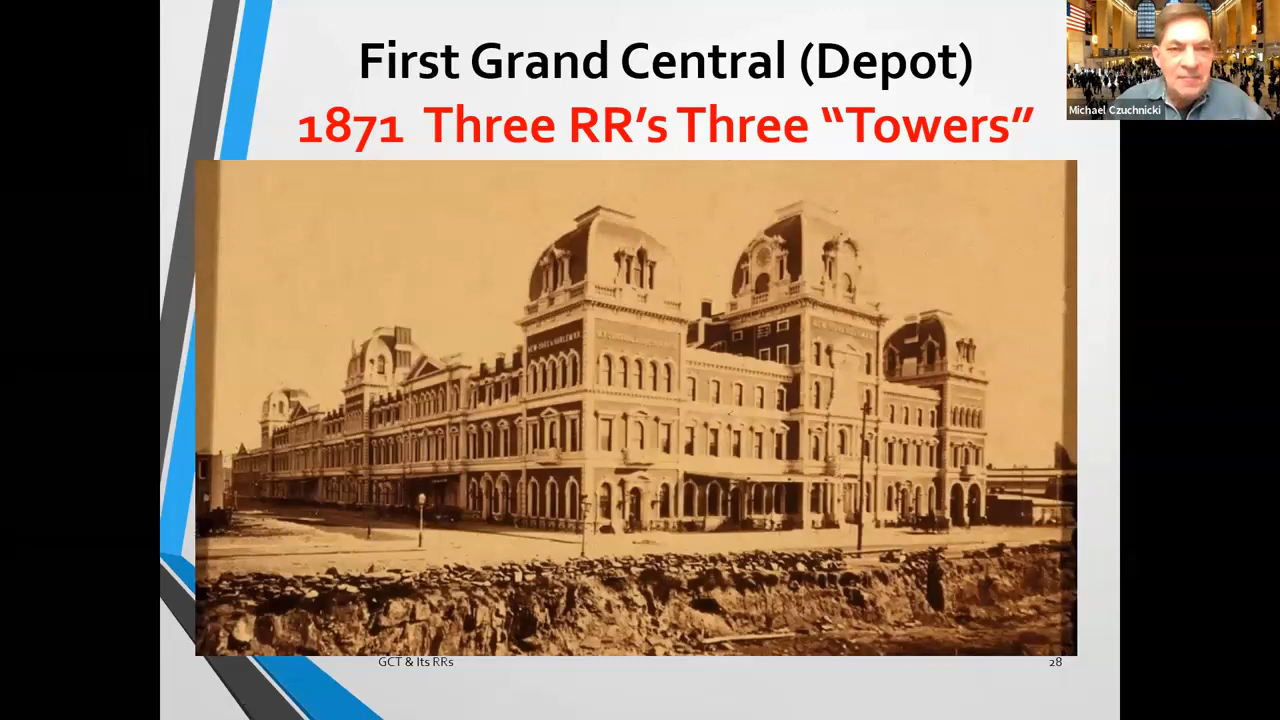 First Grand Central (Depot)
1871 Three RR's Three “Towers”
Michael Czuchnicki
GCT & Its RRs
28